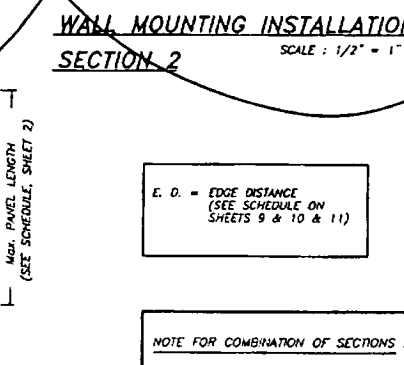 WALL MOUNTING INSTALLATION
SECTION 2
SCALE : 1/2" = 1"
Max. PANEL LENGTH
(SEE SCHEDULE, SHEET 2)
E. D. = EDGE DISTANCE
(SEE SCHEDULE ON
SHEETS 9 & 10 & 11)
NOTE FOR COMBINATION OF SECTIONS